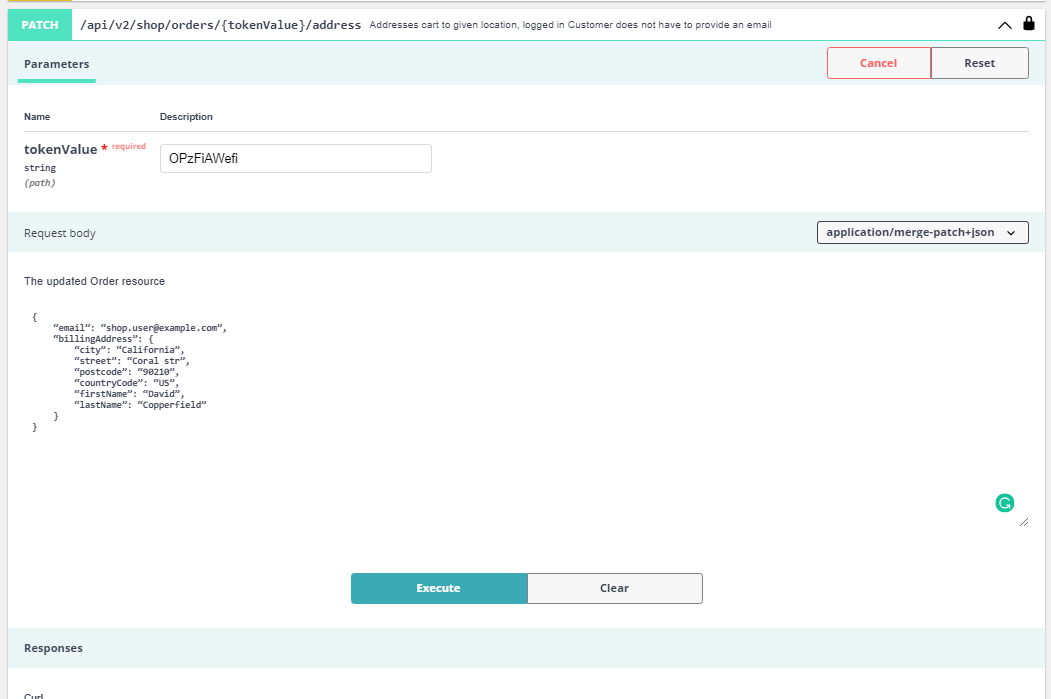 PATCH /api/v2/shop/orders/{tokenValue}/address Addresses cart to given location, logged in Customer does not have to provide an email
Parameters
Cancel
Reset
Name Description
tokenValue * required
string
(path)
OPzFiAWefi
Request body
application/merge-patch+json
The updated Order resource
{
“email”: “shop.user@example.com”,
“billingAddress”: {
“city”: “California”,
“street”: “Coral str”,
“postcode”: “90210”,
“countryCode”: “US”,
“firstName”: “David”,
“lastName”: “Copperfield”
}
}
Execute
Clear
Responses
Curl